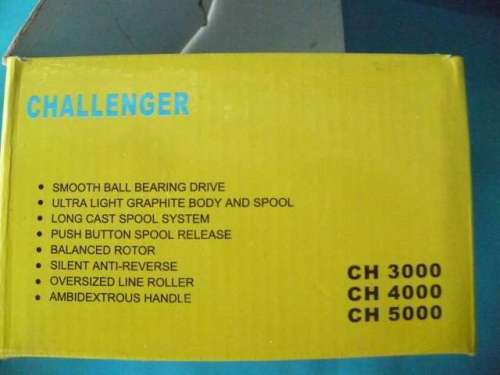 CHALLENGER
• SMOOTH BALL BEARING DRIVE
• ULTRA LIGHT GRAPHITE BODY AND SPOOL
• LONG CAST SPOOL SYSTEM
• PUSH BUTTON SPOOL RELEASE
• BALANCED ROTOR
• SILENT ANTI-REVERSE
• OVERSIZED LINE ROLLER
• AMBIDEXTROUS HANDLE
CH 3000
CH 4000
CH 5000